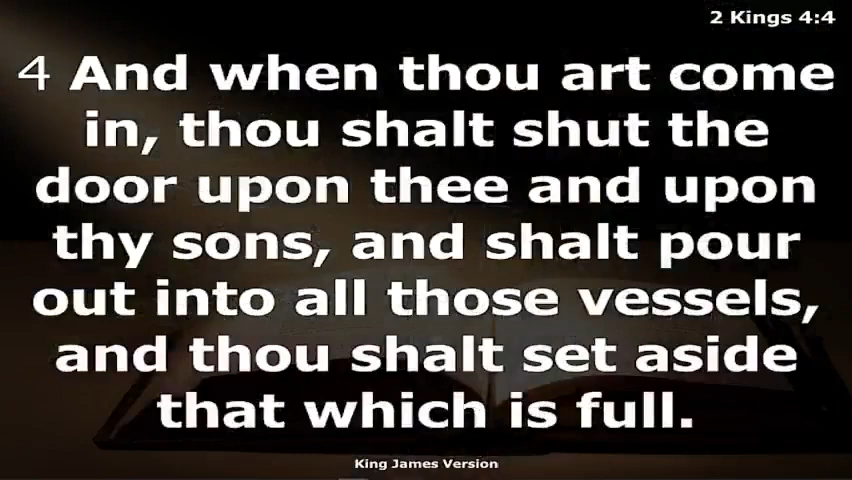 2 Kings 4:4
4 And when thou art come
in, thou shalt shut the
door upon thee and upon
thy sons, and shalt pour
out into all those vessels,
and thou shalt set aside
that which is full.
King James Version